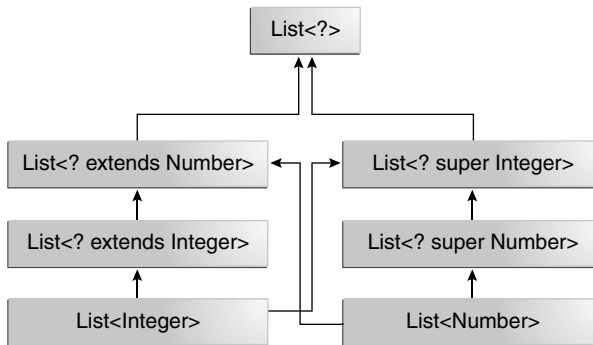 List<?>
List<? extends Number>
List<? super Integer>
List<? extends Integer>
List<? super Number>
List<Integer>
List<Number>